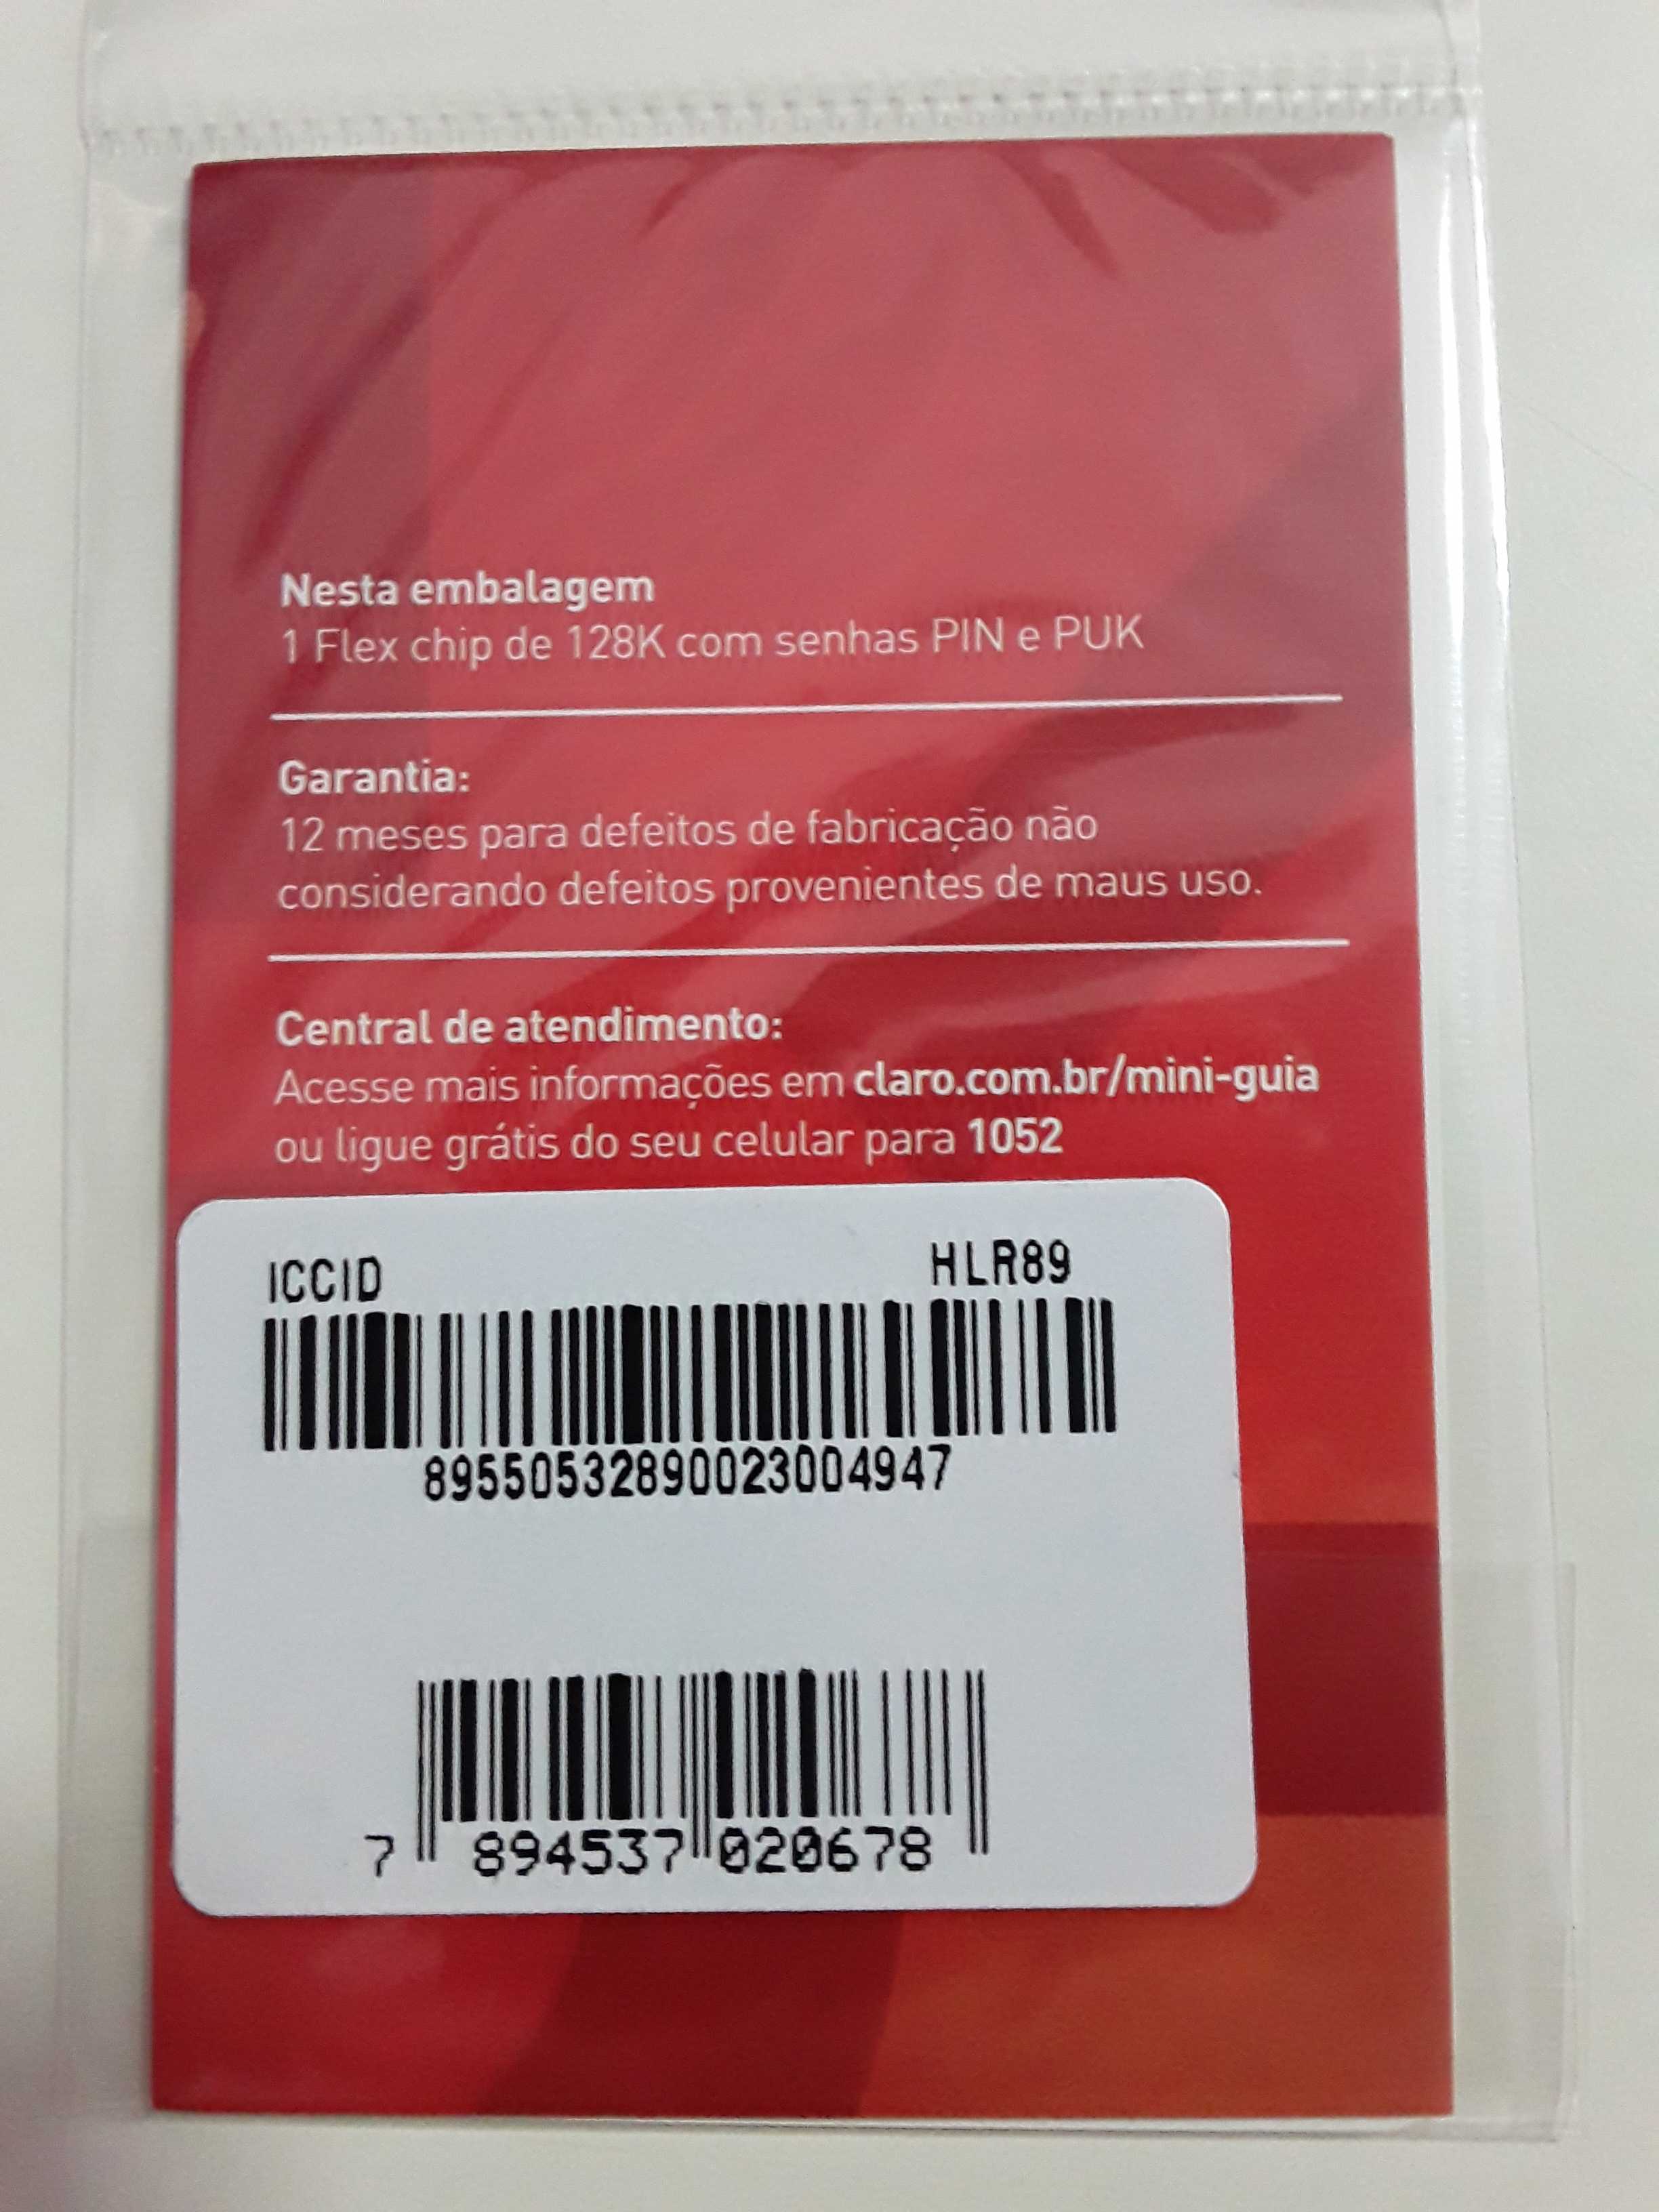 Nesta embalagem
1 Flex chip de 128K com senhas PIN e PUK
Garantia:
12 meses para defeitos de fabricação não
considerando defeitos provenientes de maus uso.
Central de atendimento:
Acesse mais informações em claro.com.br/mini-guia
ou ligue grátis do seu celular para 1052
ICCID HLR89
89550532890023004947
7 894537 020678